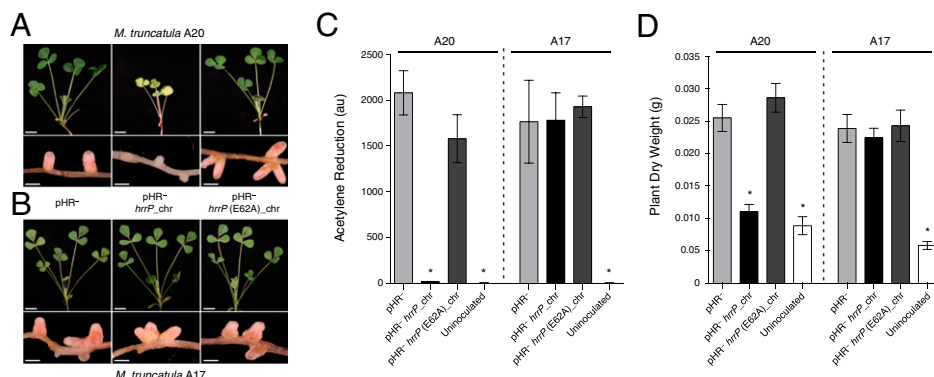 A
M. truncatula A20
pHR⁻
pHR⁻
hrrP_chr
pHR⁻
hrrP (E62A)_chr
B
M. truncatula A17
C
A20
A17
Acetylene Reduction (au)
2500
2000
1500
1000
500
0
*
*
*
pHR⁻
pHR⁻ hrrP_chr
pHR⁻ hrrP (E62A)_chr
Uninoculated
pHR⁻
pHR⁻ hrrP_chr
pHR⁻ hrrP (E62A)_chr
Uninoculated
D
A20
A17
Plant Dry Weight (g)
0.035
0.030
0.025
0.020
0.015
0.010
0.05
0
*
*
*
pHR⁻
pHR⁻ hrrP_chr
pHR⁻ hrrP (E62A)_chr
Uninoculated
pHR⁻
pHR⁻ hrrP_chr
pHR⁻ hrrP (E62A)_chr
Uninoculated